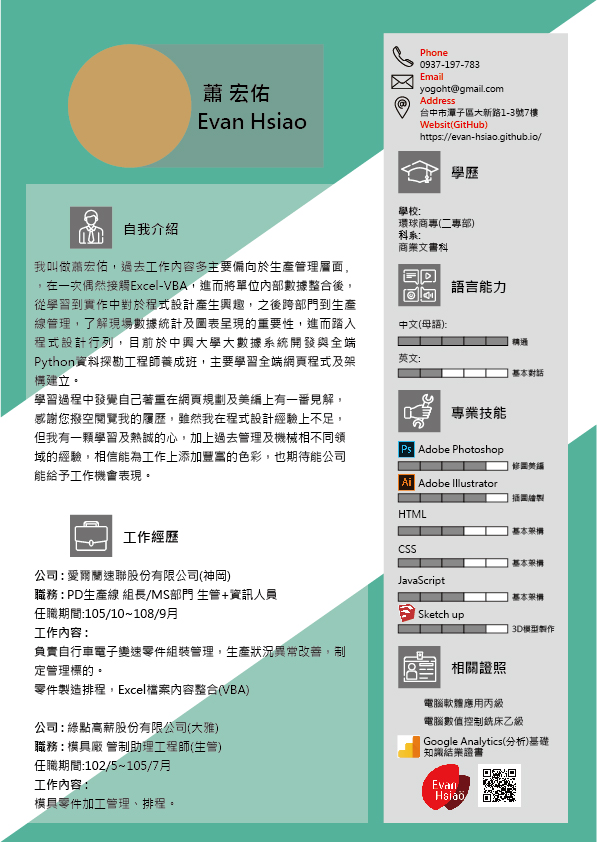 蕭 宏佑
Evan Hsiao
自我介紹
我叫做蕭宏佑，過去工作內容多主要偏向於生產管理層面,
，在一次偶然接觸Excel-VBA，進而將單位內部數據整合後，
從學習到實作中對於程式設計產生興趣，之後跨部門到生產
線管理，了解現場數據統計及圖表呈現的重要性，進而踏入
程式設計行列，目前於中興大學大數據系統開發與全端
Python資料探勘工程師養成班，主要學習全端網頁程式及架
構建立。
學習過程中發覺自己著重在網頁規劃及美編上有一番見解，
感謝您撥空閱覽我的履歷，雖然我在程式設計經驗上不足，
但我有一顆學習及熱誠的心，加上過去管理及機械相不同領
域的經驗，相信能為工作上添加豐富的色彩，也期待能公司
能給予工作機會表現。
工作經歷
公司 : 愛爾蘭速聯股份有限公司(神岡)
職務 : PD生產線 組長/MS部門 生管+資訊人員
任職期間:105/10~108/9月
工作內容 :
負責自行車電子變速零件組裝管理，生產狀況異常改善，制
定管理標的。
零件製造排程，Excel檔案內容整合(VBA)
公司 : 綠點高薪股份有限公司(大雅)
職務 : 模具廠 管制助理工程師(生管)
任職期間:102/5~105/7月
工作內容 :
模具零件加工管理、排程。
Phone
0937-197-783
Email
yogoht@gmail.com
Address
台中市潭子區大新路1-3號7樓
Websit(GitHub)
https://evan-hsiao.github.io/
學歷
學校:
環球商專(二專部)
科系:
商業文書科
語言能力
中文(母語):
精通
英文:
基本對話
專業技能
Ps Adobe Photoshop
修圖美編
Ai Adobe Illustrator
插圖繪製
HTML
基本架構
CSS
基本架構
JavaScript
基本架構
Sketch up
3D模型製作
相關證照
電腦軟體應用丙級
電腦數值控制銑床乙級
Google Analytics(分析)基礎
知識結業證書
Evan
Hsiao